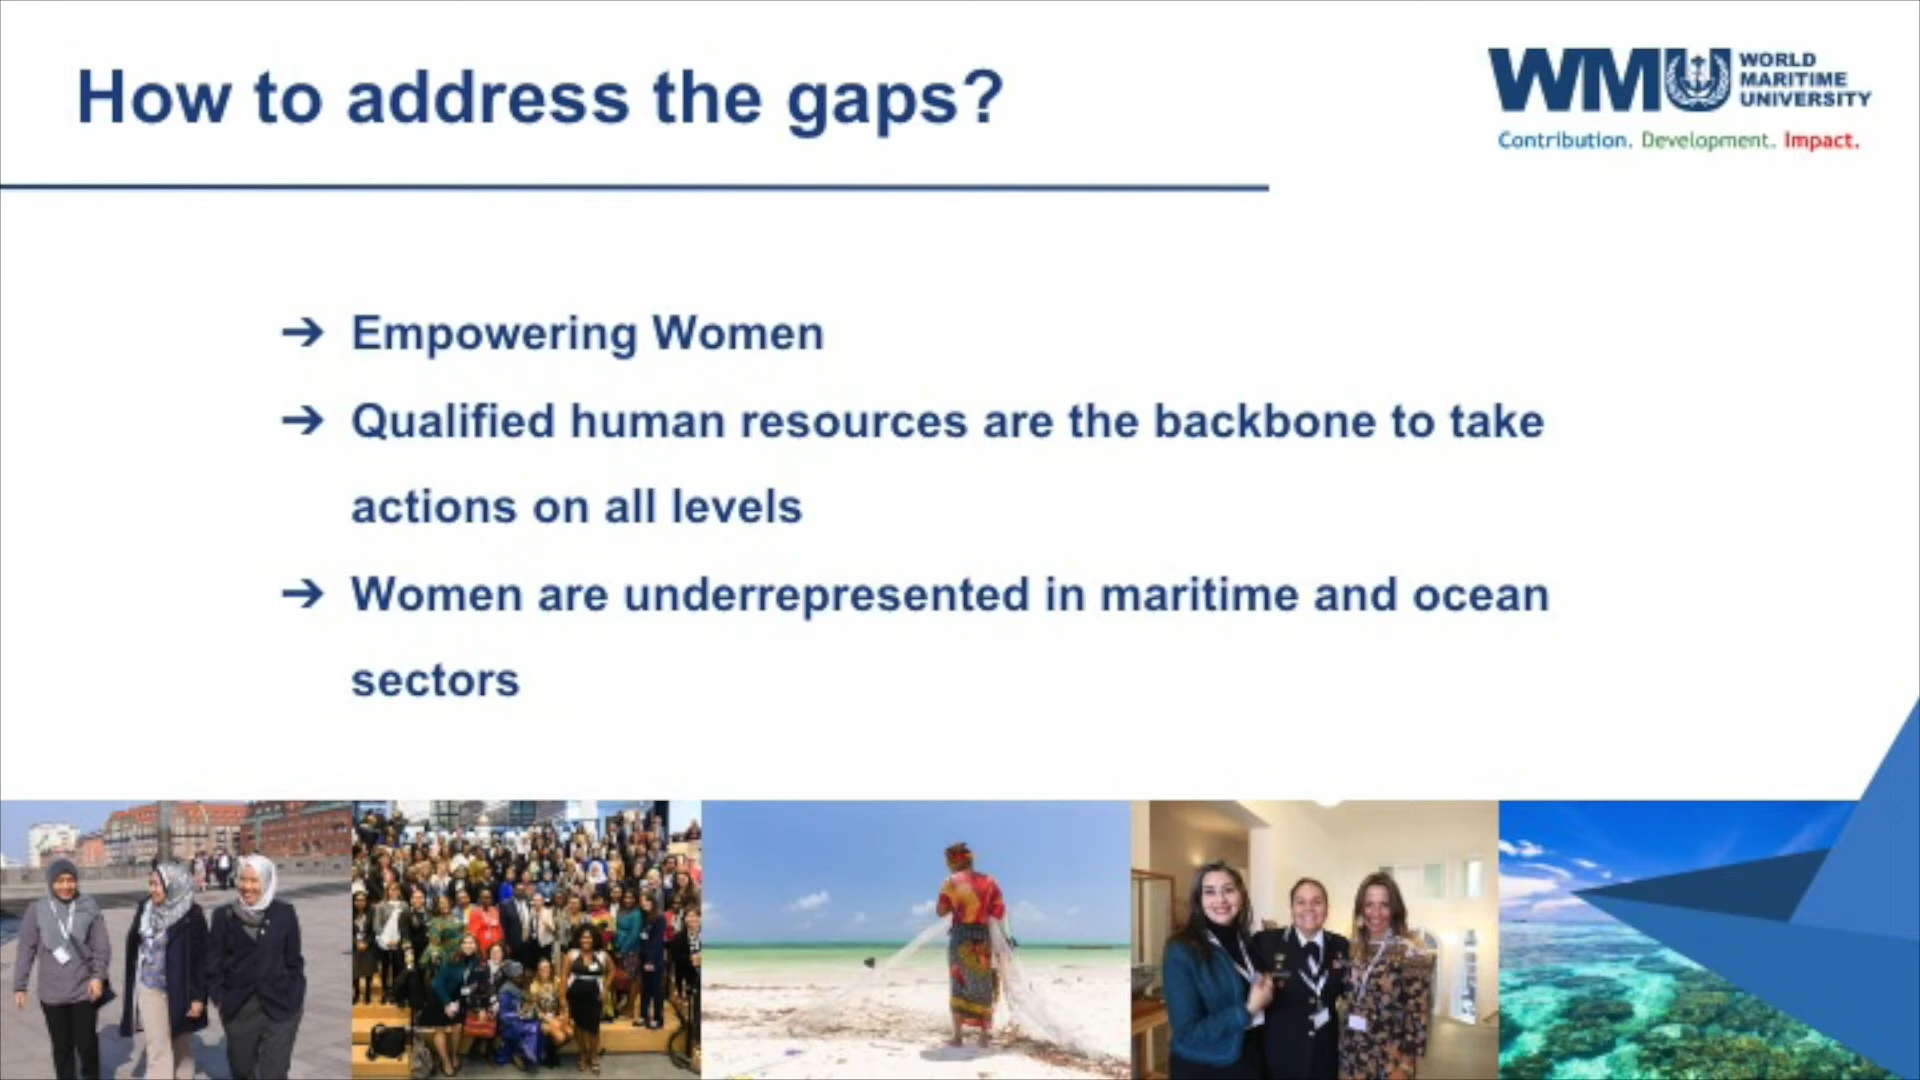 How to address the gaps?
WMU WORLD
MARITIME
UNIVERSITY
Contribution. Development. Impact.
➔ Empowering Women
➔ Qualified human resources are the backbone to take
actions on all levels
➔ Women are underrepresented in maritime and ocean
sectors